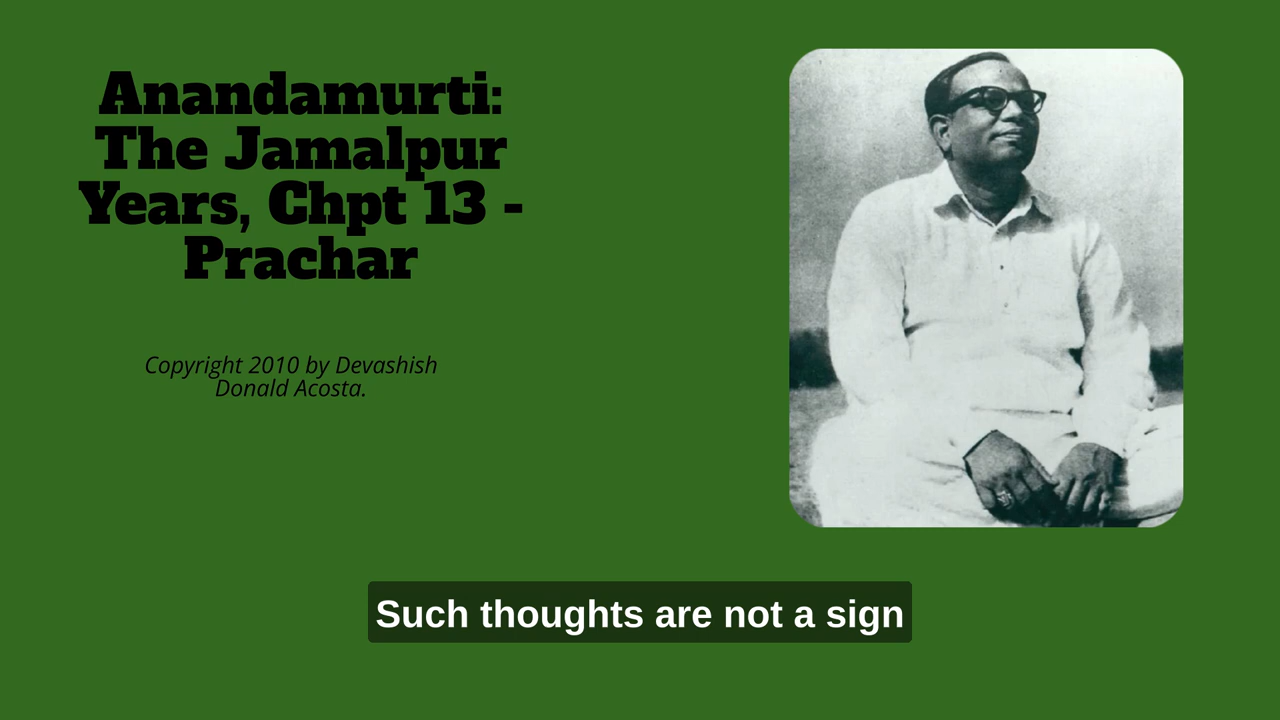 Anandamurti:
The Jamalpur
Years, Chpt 13 -
Prachar
Copyright 2010 by Devashish
Donald Acosta.
Such thoughts are not a sign